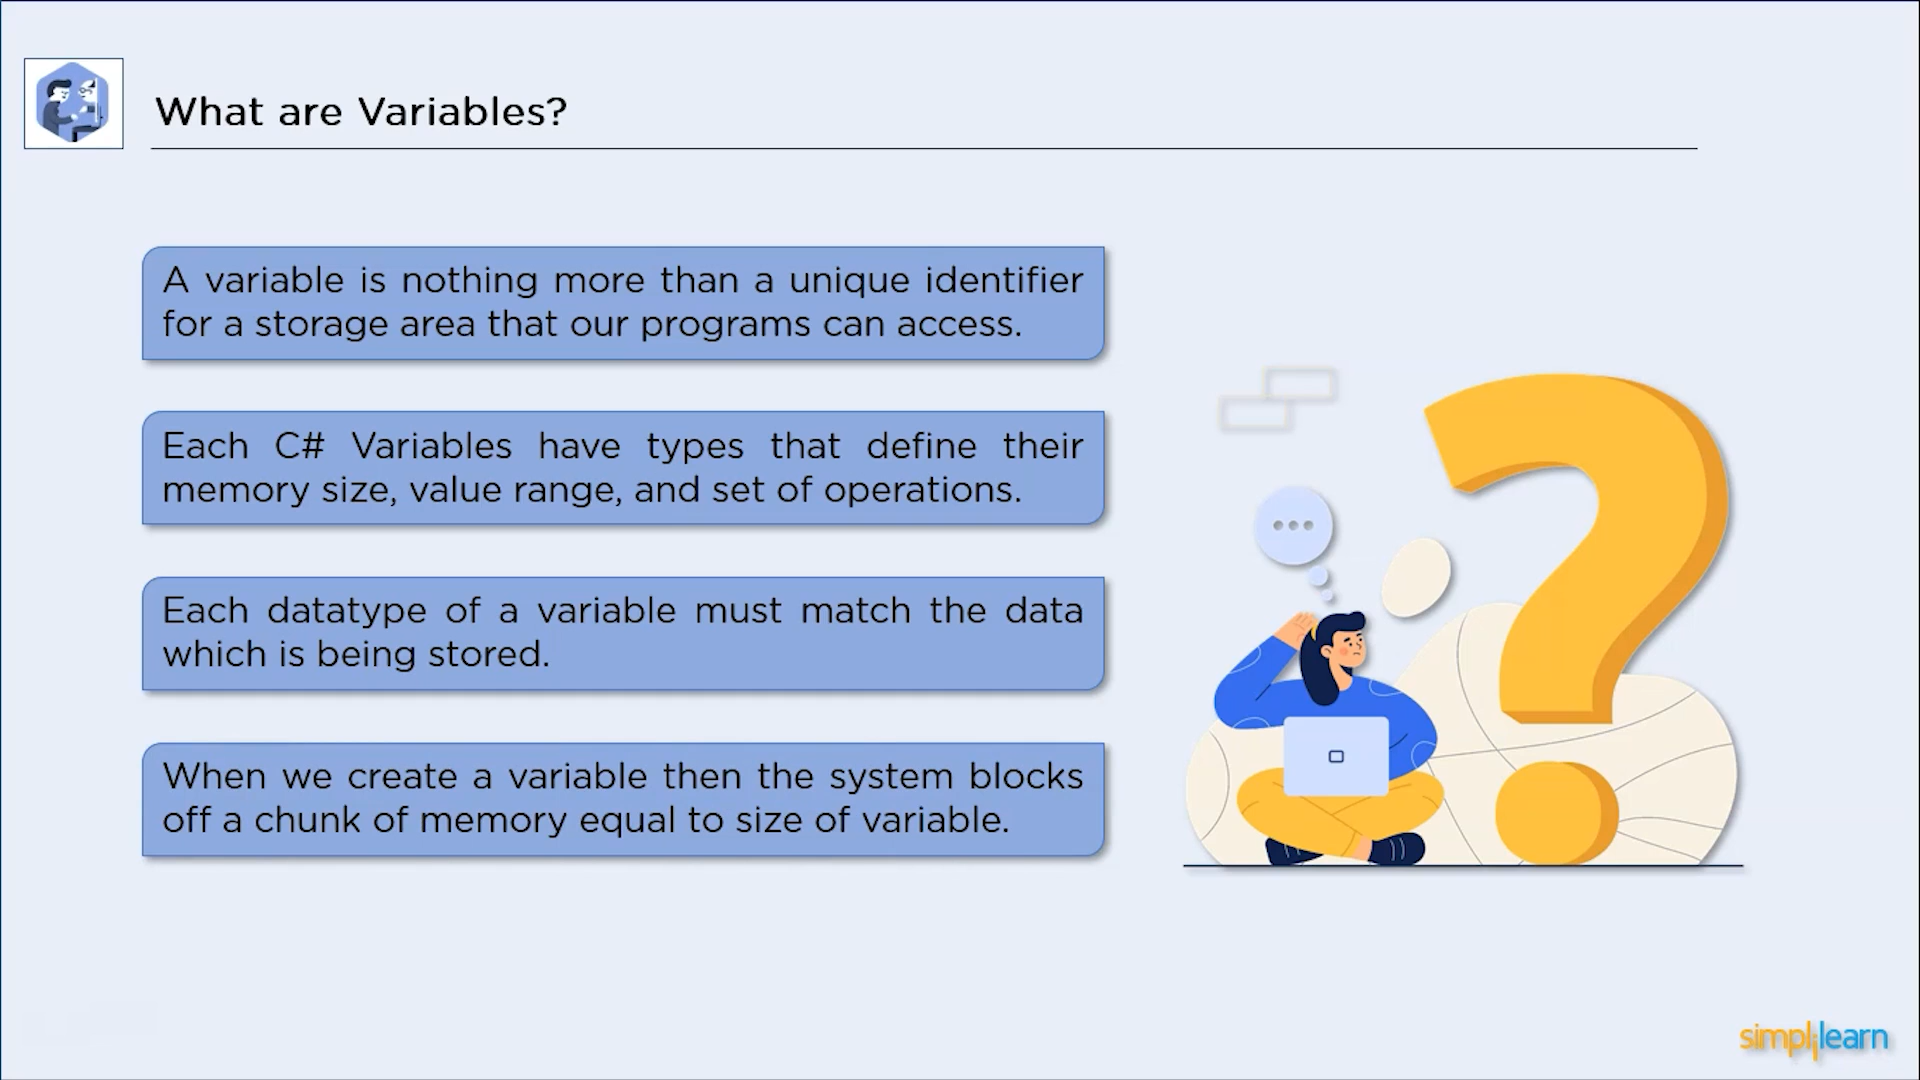 What are Variables?
A variable is nothing more than a unique identifier
for a storage area that our programs can access.
Each C# Variables have types that define their
memory size, value range, and set of operations.
Each datatype of a variable must match the data
which is being stored.
When we create a variable then the system blocks
off a chunk of memory equal to size of variable.
simplilearn